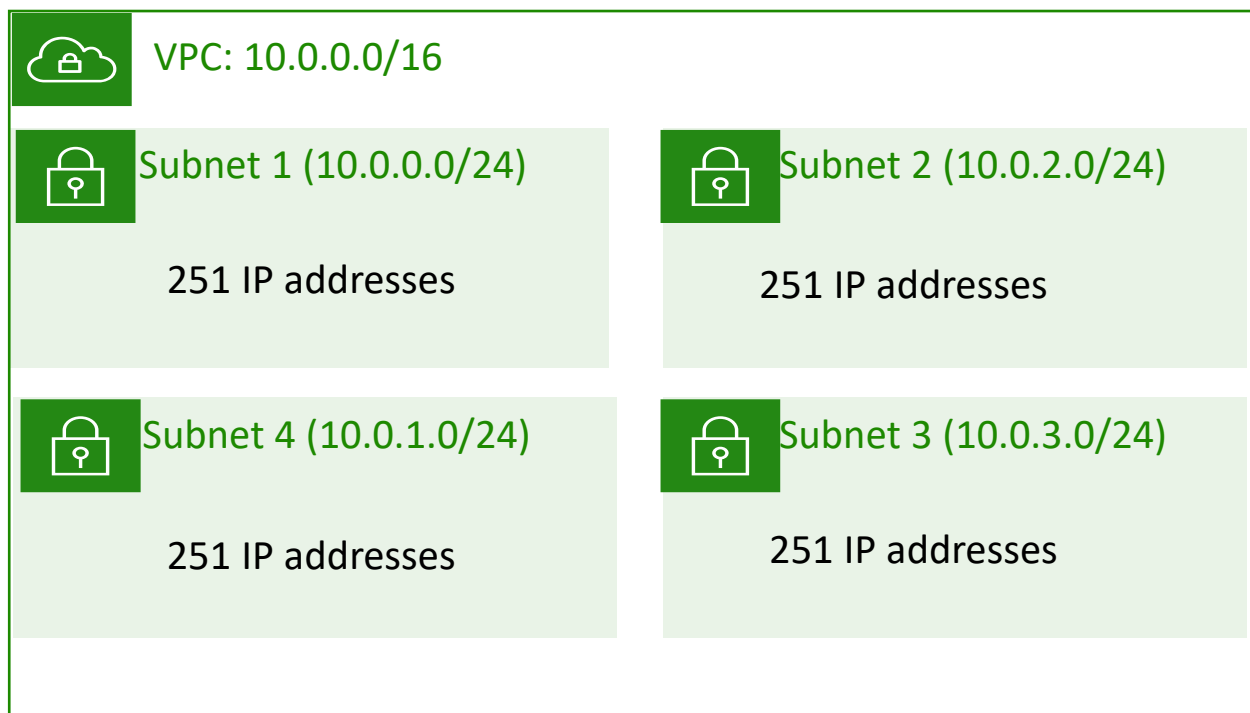 VPC: 10.0.0.0/16
Subnet 1 (10.0.0.0/24)
251 IP addresses
Subnet 2 (10.0.2.0/24)
251 IP addresses
Subnet 4 (10.0.1.0/24)
251 IP addresses
Subnet 3 (10.0.3.0/24)
251 IP addresses